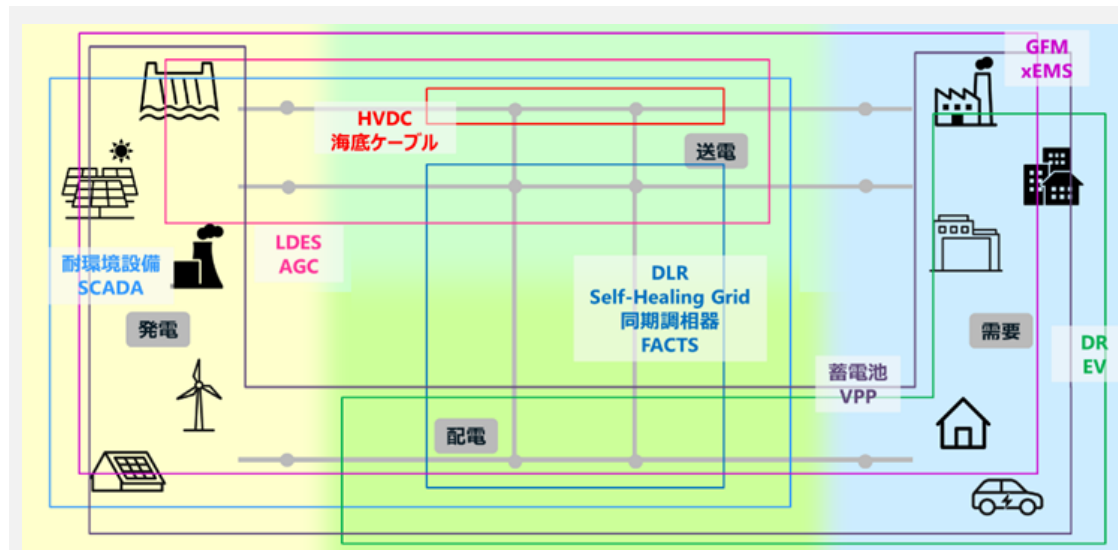 GFM
xEMS
HVDC
海底ケーブル
送電
LDES
AGC
耐環境設備
SCADA
DLR
Self-Healing Grid
同期調相器
FACTS
発電
需要
DR
EV
蓄電池
VPP
配電